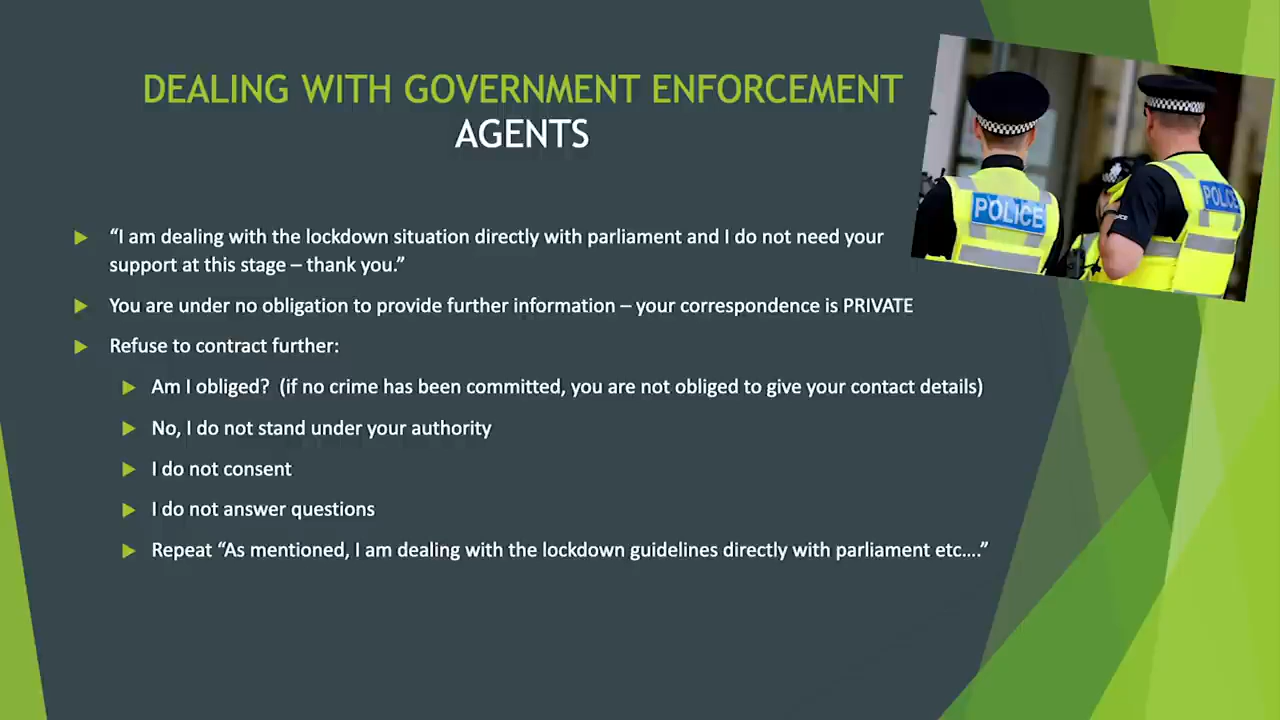 DEALING WITH GOVERNMENT ENFORCEMENT
AGENTS
POLICE
POLICE
“I am dealing with the lockdown situation directly with parliament and I do not need your
support at this stage – thank you.”
You are under no obligation to provide further information – your correspondence is PRIVATE
Refuse to contract further:
Am I obliged?  (if no crime has been committed, you are not obliged to give your contact details)
No, I do not stand under your authority
I do not consent
I do not answer questions
Repeat “As mentioned, I am dealing with the lockdown guidelines directly with parliament etc….”